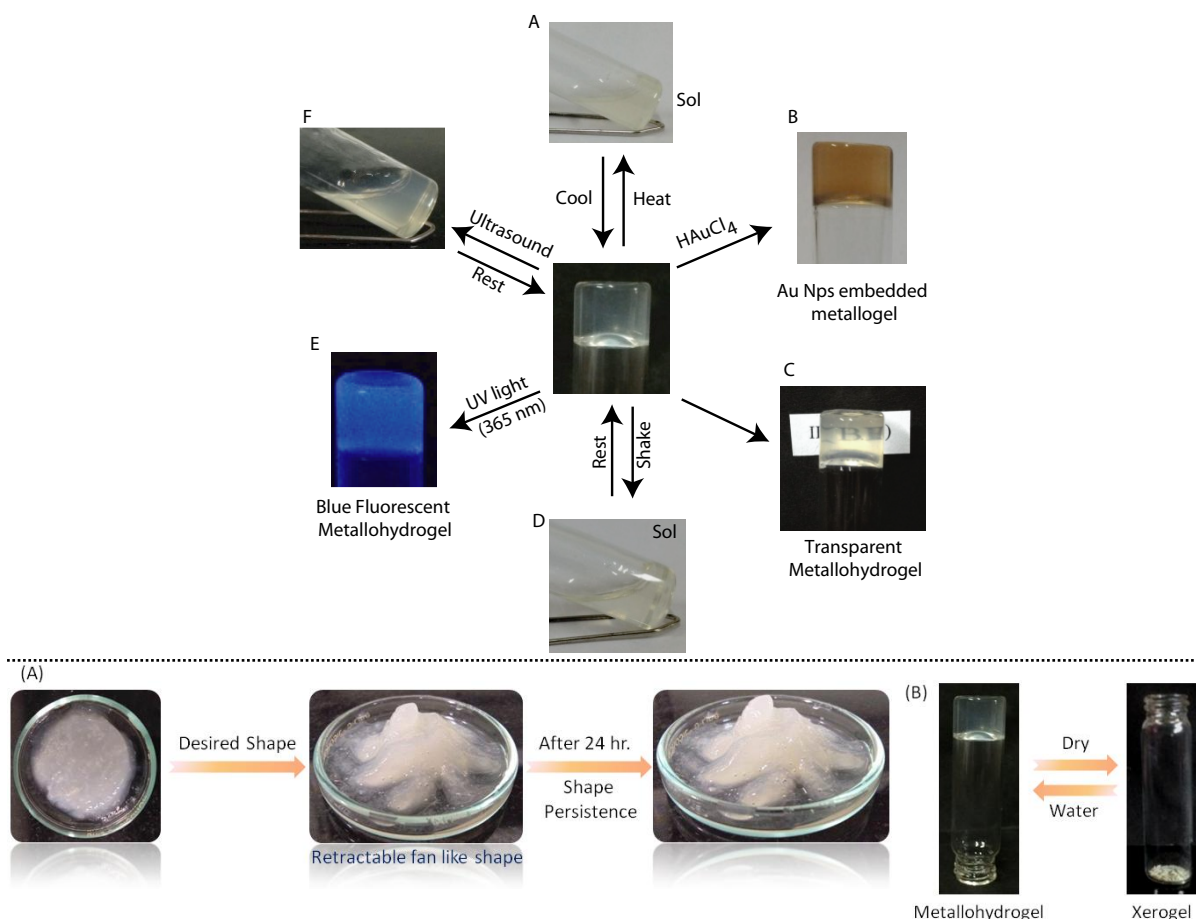 A
Sol
F
B
Cool
Heat
HAuCl4
Ultrasound
Rest
Au Nps embedded
metallogel
E
C
UV light
(365 nm)
Rest
Shake
Blue Fluorescent
Metallohydrogel
D
Sol
Transparent
Metallohydrogel
(A)
Desired Shape
After 24 hr.
Shape
Persistence
Retractable fan like shape
(B)
Dry
Water
Metallohydrogel
Xerogel